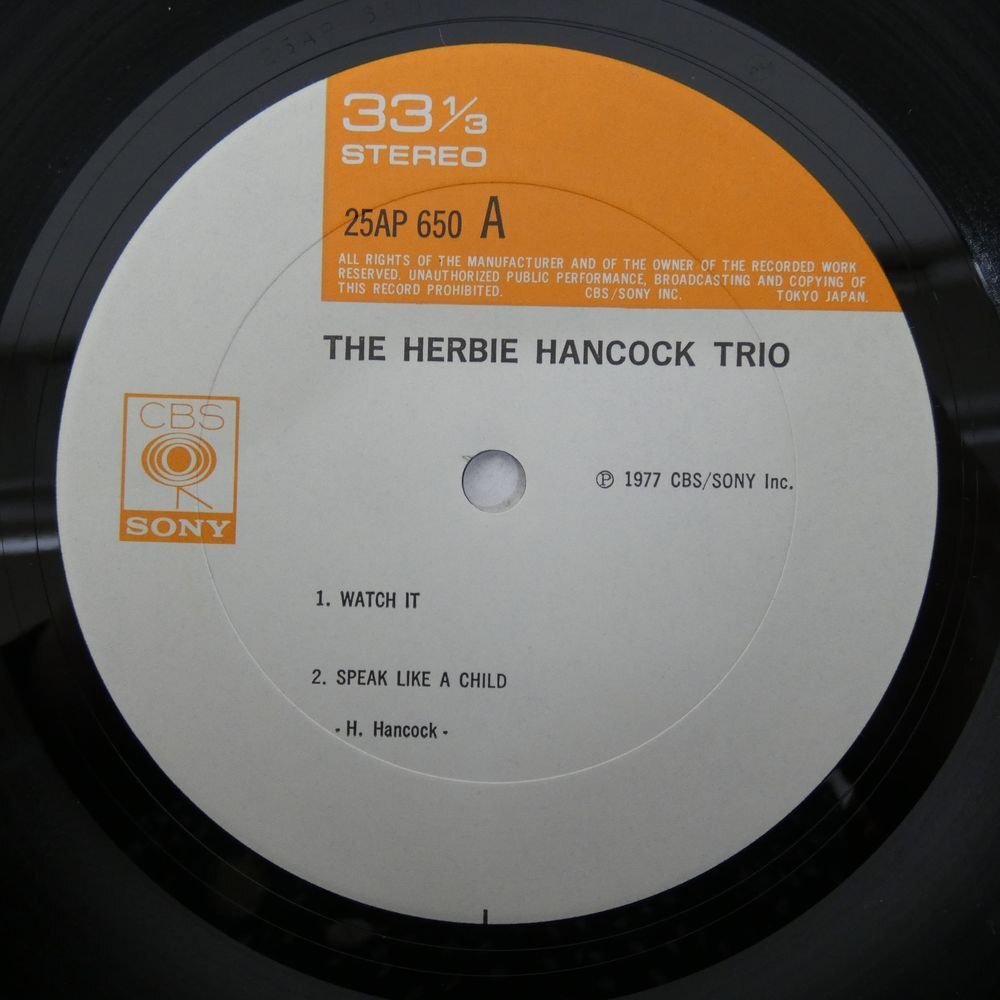 33 1/3
STEREO
25AP 650 A
ALL RIGHTS OF THE MANUFACTURER AND OF THE OWNER OF THE RECORDED WORK
RESERVED. UNAUTHORIZED PUBLIC PERFORMANCE, BROADCASTING AND COPYING OF
THIS RECORD PROHIBITED. CBS/SONY INC. TOKYO JAPAN.
THE HERBIE HANCOCK TRIO
CBS
SONY
℗ 1977 CBS/SONY Inc.
1. WATCH IT
2. SPEAK LIKE A CHILD
- H. Hancock -